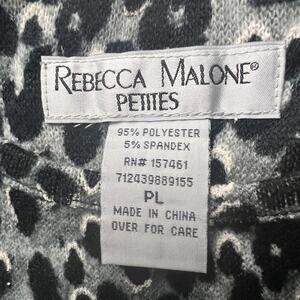 REBECCA MALONE®
PETITES
95% POLYESTER
5% SPANDEX
RN# 157461
712439889155
PL
MADE IN CHINA
OVER FOR CARE